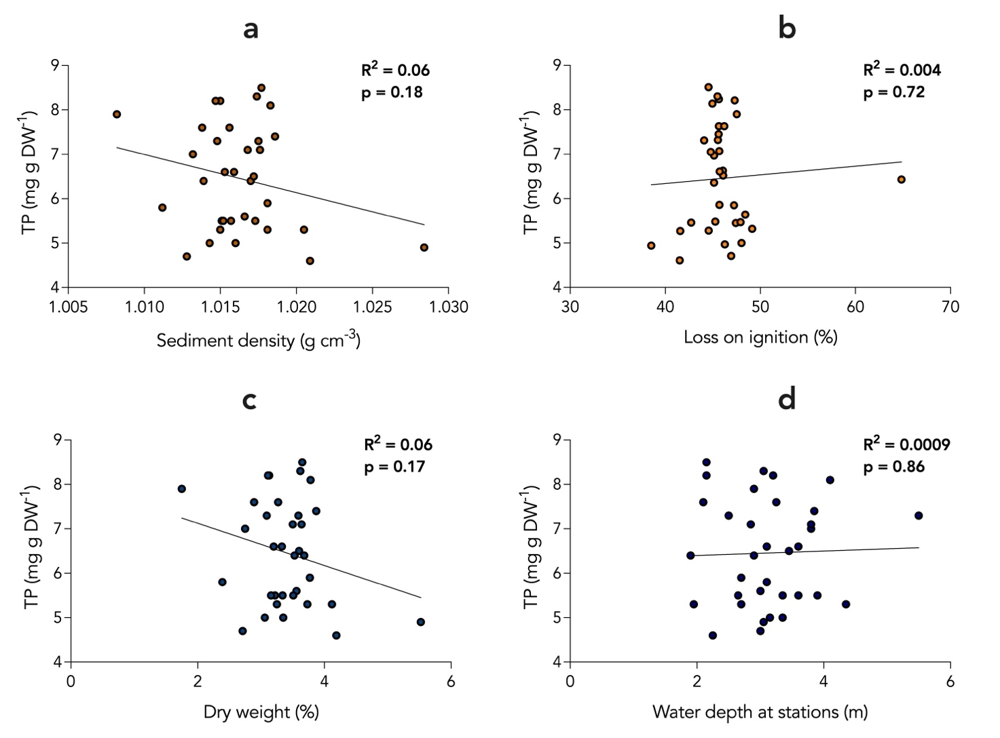 a
b
R² = 0.06
p = 0.18
R² = 0.004
p = 0.72
TP (mg g DW⁻¹)
9
8
7
6
5
4
1.005 1.010 1.015 1.020 1.025 1.030
Sediment density (g cm⁻³)
TP (mg g DW⁻¹)
9
8
7
6
5
4
30 40 50 60 70
Loss on ignition (%)
c
d
R² = 0.06
p = 0.17
R² = 0.0009
p = 0.86
TP (mg g DW⁻¹)
9
8
7
6
5
4
0 2 4 6
Dry weight (%)
TP (mg g DW⁻¹)
9
8
7
6
5
4
0 2 4 6
Water depth at stations (m)